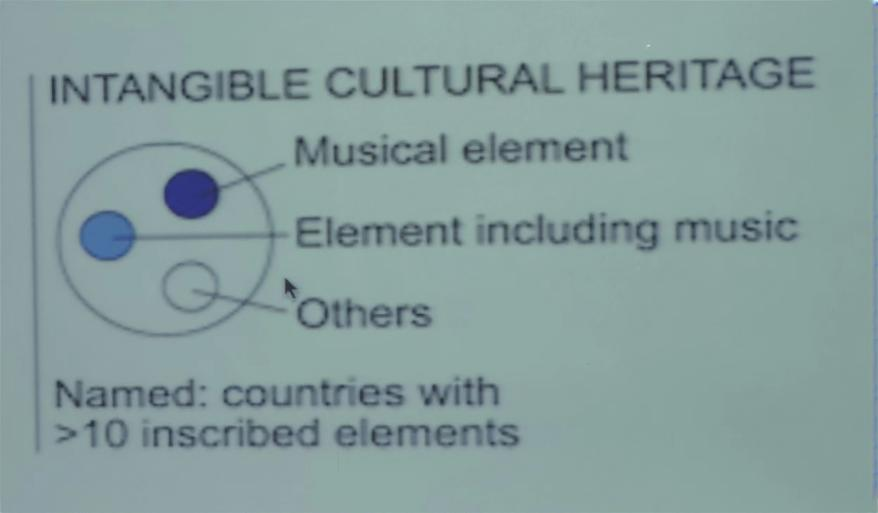 INTANGIBLE CULTURAL HERITAGE
Musical element
Element including music
Others
Named: countries with
>10 inscribed elements